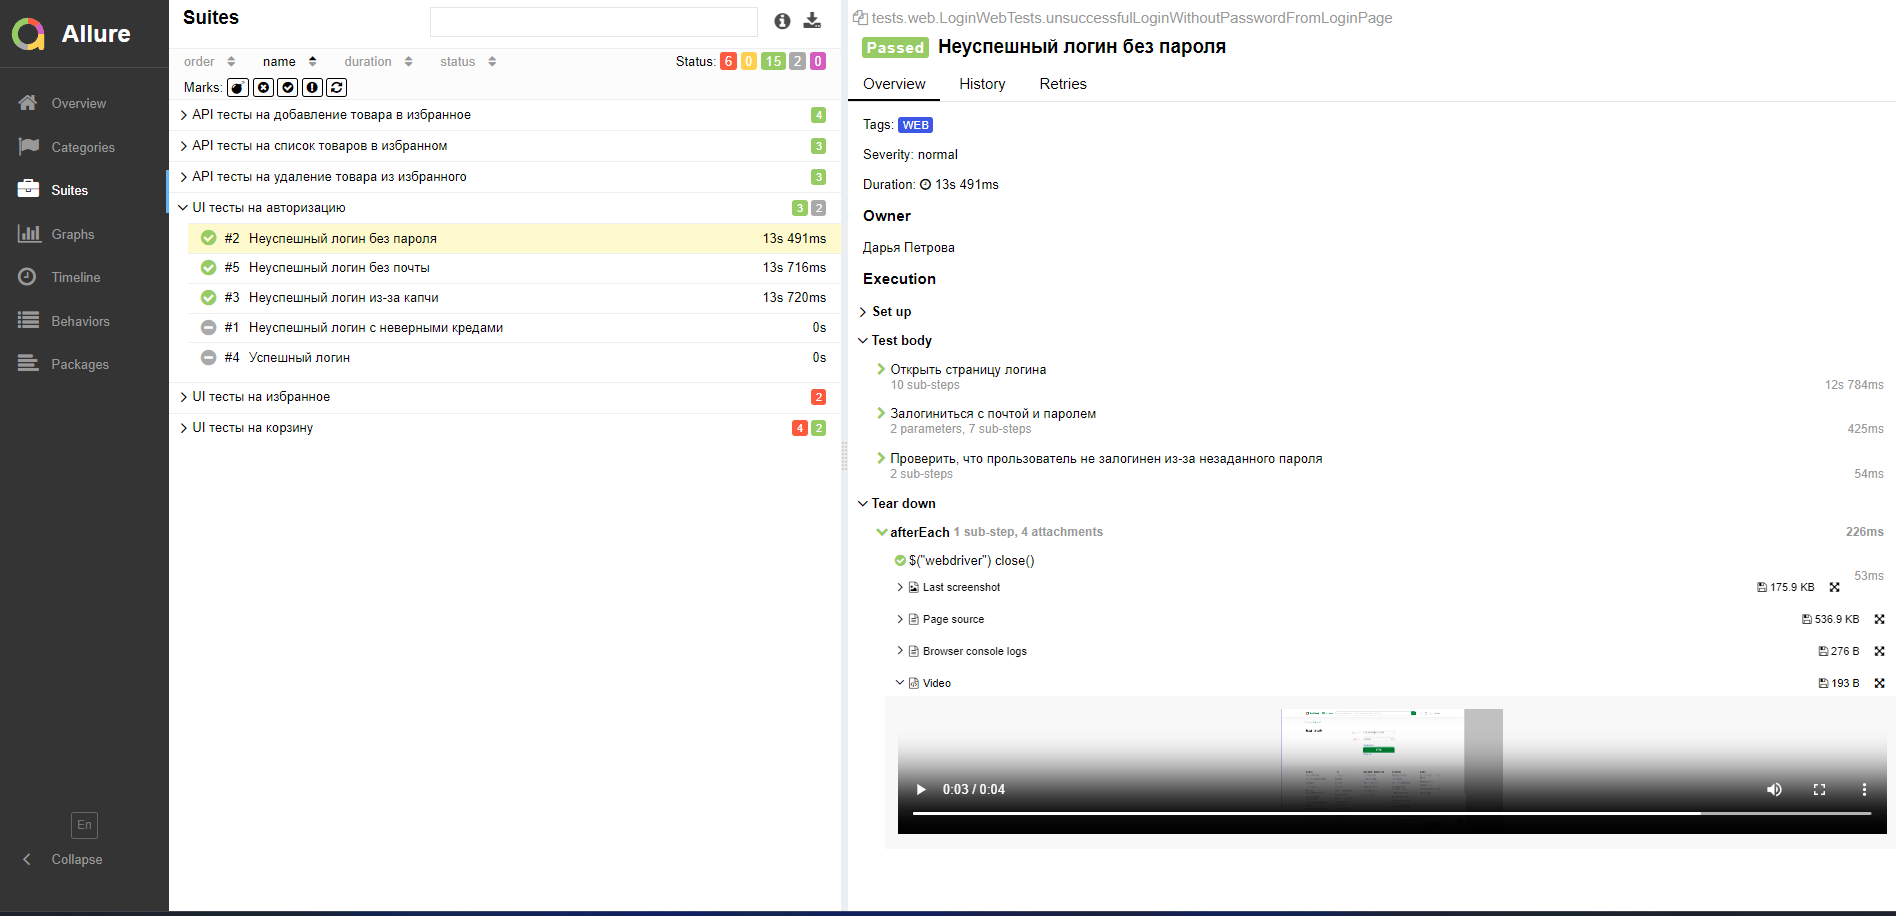 Allure
Overview
Categories
Suites
Graphs
Timeline
Behaviors
Packages
En
Collapse
Suites
order name duration status Status: 6 0 15 2 0
Marks:
API тесты на добавление товара в избранное 4
API тесты на список товаров в избранном 3
API тесты на удаление товара из избранного 3
UI тесты на авторизацию 3 2
#2 Неуспешный логин без пароля 13s 491ms
#5 Неуспешный логин без почты 13s 716ms
#3 Неуспешный логин из-за капчи 13s 720ms
#1 Неуспешный логин с неверными кредами 0s
#4 Успешный логин 0s
UI тесты на избранное 2
UI тесты на корзину 4 2
tests.web.LoginWebTests.unsuccessfulLoginWithoutPasswordFromLoginPage
Passed Неуспешный логин без пароля
Overview History Retries
Tags: WEB
Severity: normal
Duration: 13s 491ms
Owner
Дарья Петрова
Execution
Set up
Test body
Открыть страницу логина
10 sub-steps 12s 784ms
Залогиниться с почтой и паролем
2 parameters, 7 sub-steps 425ms
Проверить, что прользователь не залогинен из-за незаданного пароля
2 sub-steps 54ms
Tear down
afterEach 1 sub-step, 4 attachments 226ms
$("webdriver") close()
53ms
Last screenshot 175.9 KB
Page source 536.9 KB
Browser console logs 276 B
Video 193 B
0:03 / 0:04